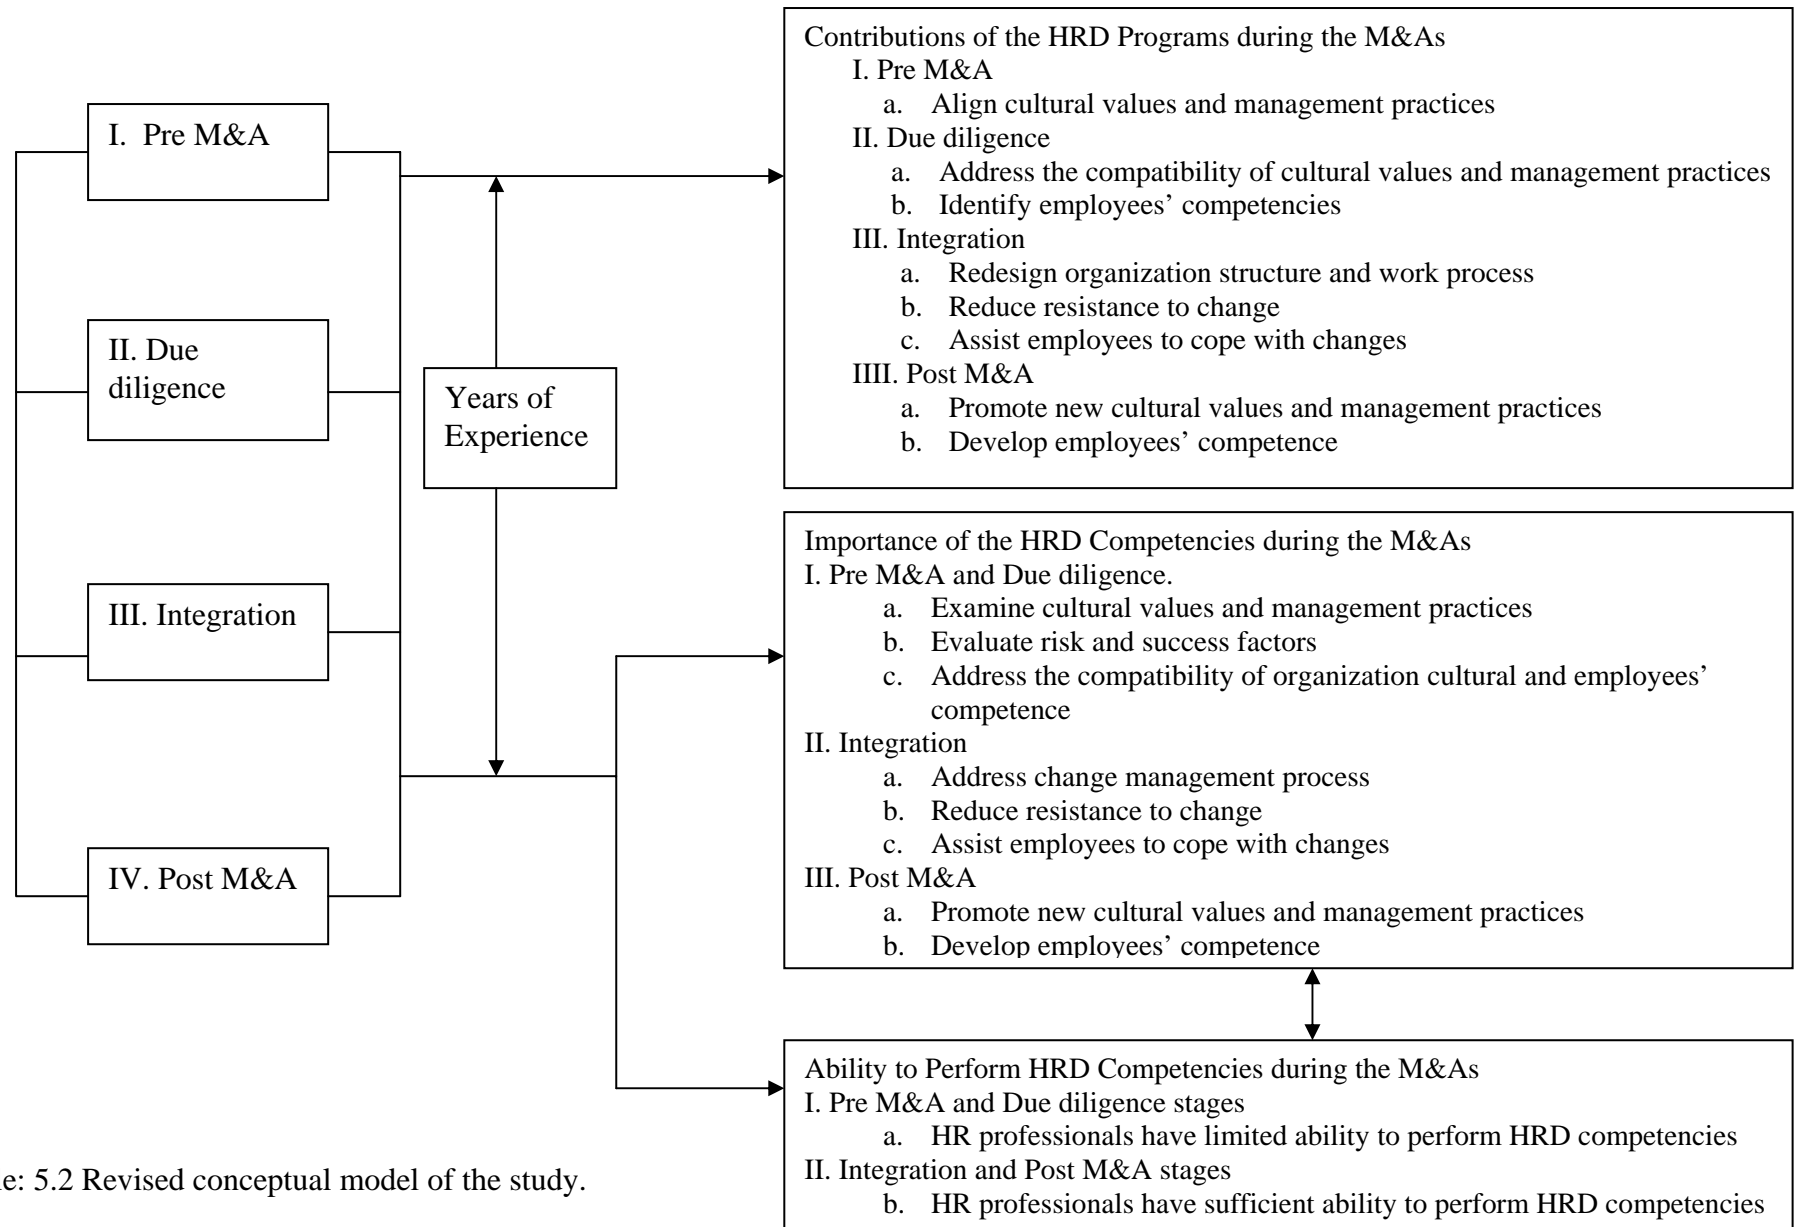 I. Pre M&A
II. Due
diligence
III. Integration
IV. Post M&A
Years of
Experience
Contributions of the HRD Programs during the M&As
I. Pre M&A
a. Align cultural values and management practices
II. Due diligence
a. Address the compatibility of cultural values and management practices
b. Identify employees’ competencies
III. Integration
a. Redesign organization structure and work process
b. Reduce resistance to change
c. Assist employees to cope with changes
IIII. Post M&A
a. Promote new cultural values and management practices
b. Develop employees’ competence
Importance of the HRD Competencies during the M&As
I. Pre M&A and Due diligence.
a. Examine cultural values and management practices
b. Evaluate risk and success factors
c. Address the compatibility of organization cultural and employees’
competence
II. Integration
a. Address change management process
b. Reduce resistance to change
c. Assist employees to cope with changes
III. Post M&A
a. Promote new cultural values and management practices
b. Develop employees’ competence
Ability to Perform HRD Competencies during the M&As
I. Pre M&A and Due diligence stages
a. HR professionals have limited ability to perform HRD competencies
II. Integration and Post M&A stages
b. HR professionals have sufficient ability to perform HRD competencies
5.2 Revised conceptual model of the study.